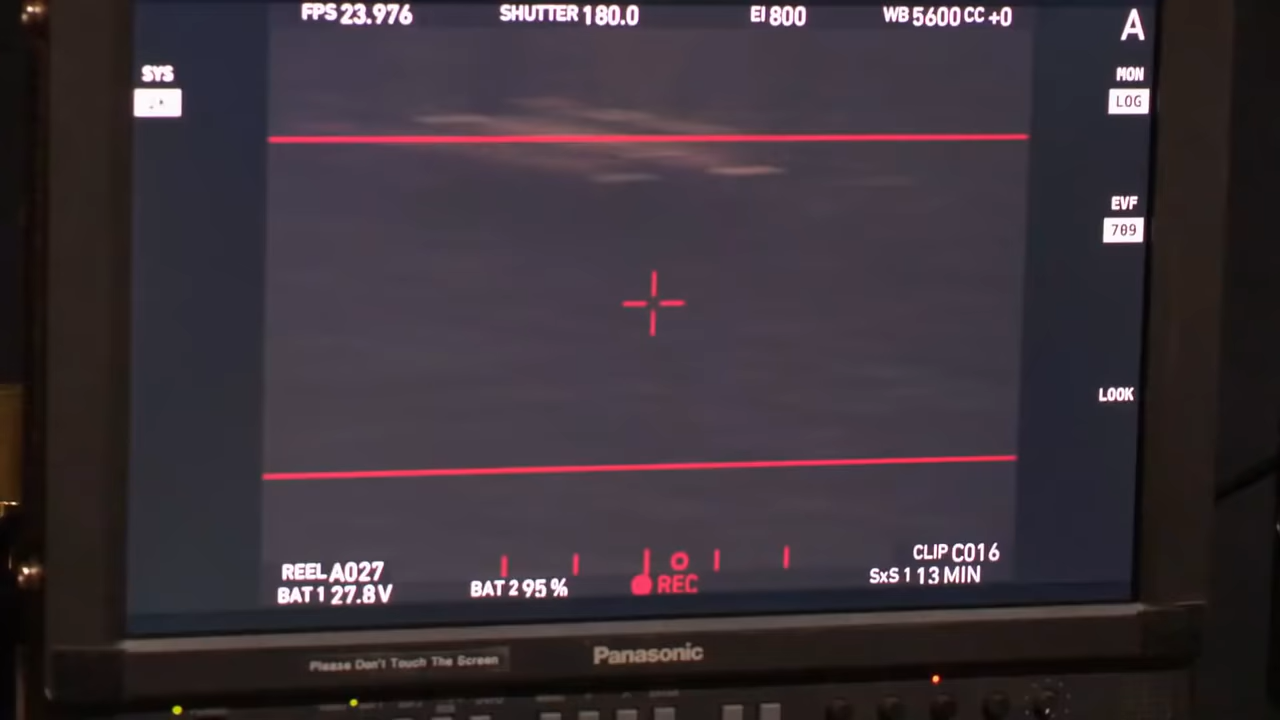 FPS 23.976 SHUTTER 180.0 EI 800 WB 5600 CC +0
A
SYS
MON
LOG
EVF
709
LOOK
REEL A027 CLIP C016
BAT 1 27.8V BAT 2 95% REC SxS 1 13 MIN
Please Don't Touch The Screen
Panasonic